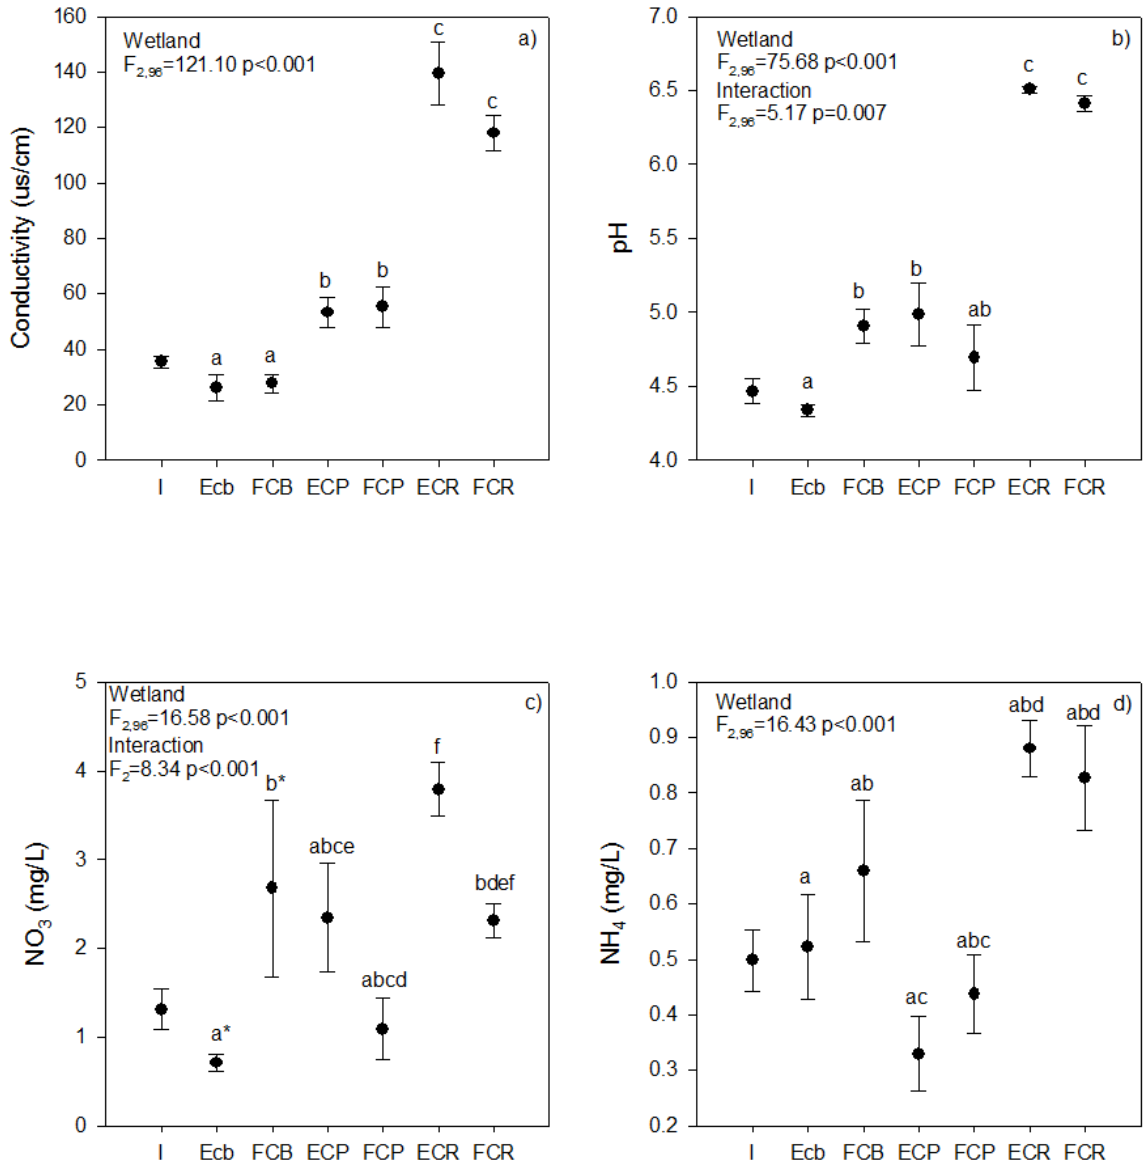 160
140
120
100
80
60
40
20
0
Conductivity (us/cm)
Wetland
F2,96=121.10 p<0.001
a)
a
a
b
b
c
c
I Ecb FCB ECP FCP ECR FCR
7.0
6.5
6.0
5.5
5.0
4.5
4.0
pH
Wetland
F2,96=75.68 p<0.001
Interaction
F2,96=5.17 p=0.007
b)
a
b
b
ab
c
c
I Ecb FCB ECP FCP ECR FCR
5
4
3
2
1
0
NO3 (mg/L)
Wetland
F2,96=16.58 p<0.001
Interaction
F2=8.34 p<0.001
c)
a*
b*
abce
abcd
f
bdef
I Ecb FCB ECP FCP ECR FCR
1.0
0.9
0.8
0.7
0.6
0.5
0.4
0.3
0.2
NH4 (mg/L)
Wetland
F2,96=16.43 p<0.001
d)
a
ab
ac
abc
abd
abd
I Ecb FCB ECP FCP ECR FCR